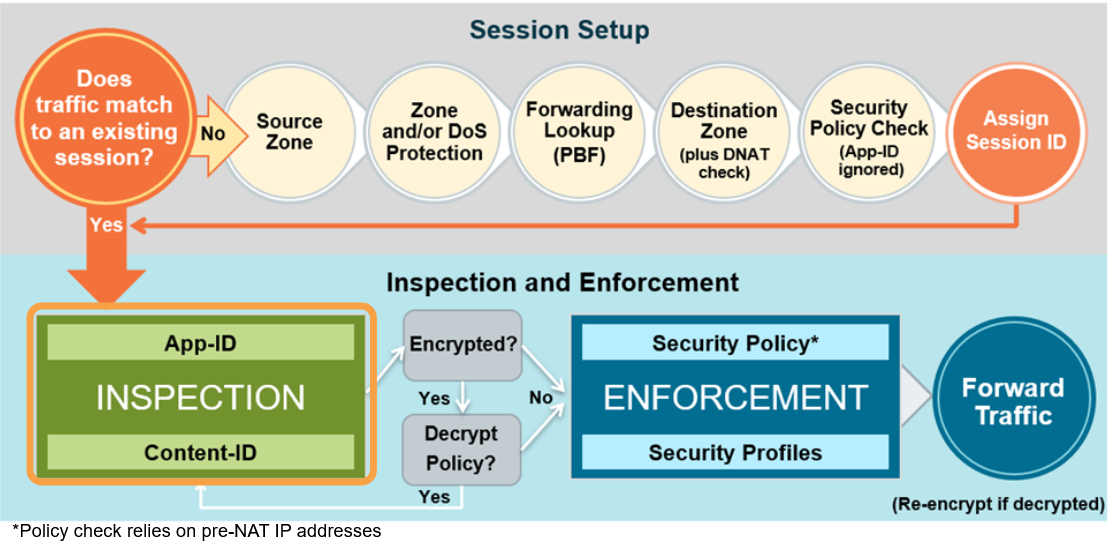 Session Setup
Does
traffic match
to an existing
session?
No
Source
Zone
Zone
and/or DoS
Protection
Forwarding
Lookup
(PBF)
Destination
Zone
(plus DNAT
check)
Security
Policy Check
(App-ID
ignored)
Assign
Session ID
Yes
Inspection and Enforcement
App-ID
INSPECTION
Content-ID
Encrypted?
Yes
No
Decrypt
Policy?
Yes
Security Policy*
ENFORCEMENT
Security Profiles
Forward
Traffic
(Re-encrypt if decrypted)
*Policy check relies on pre-NAT IP addresses